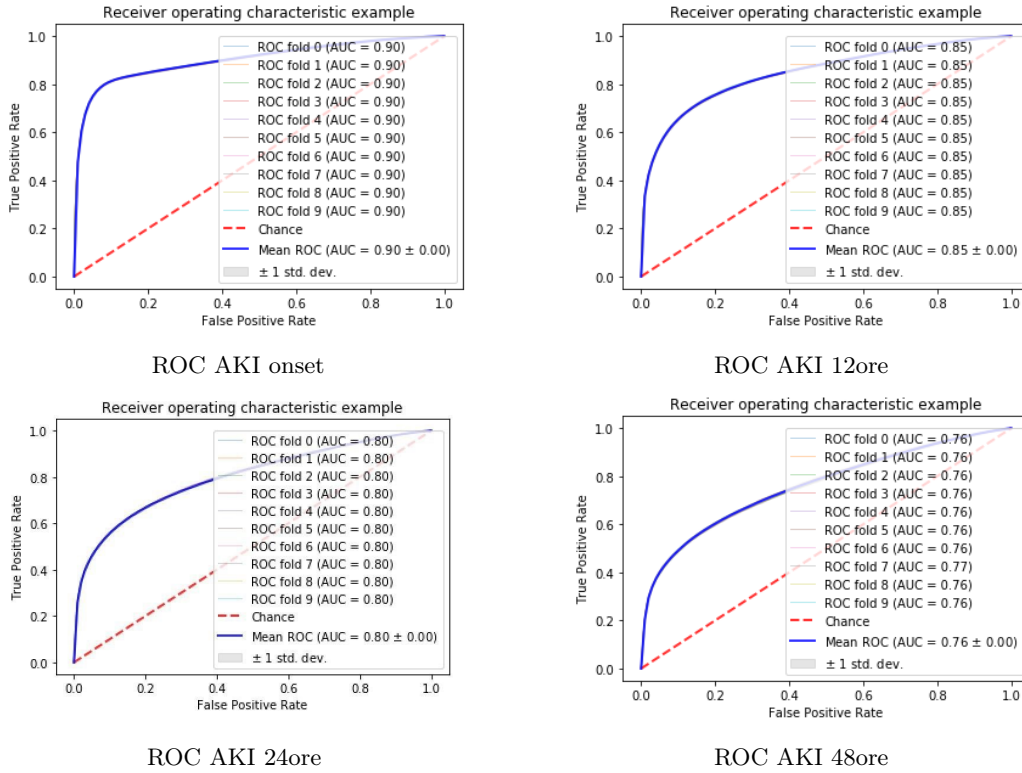 Receiver operating characteristic example
True Positive Rate
1.0
0.8
0.6
0.4
0.2
0.0
ROC fold 0 (AUC = 0.90)
ROC fold 1 (AUC = 0.90)
ROC fold 2 (AUC = 0.90)
ROC fold 3 (AUC = 0.90)
ROC fold 4 (AUC = 0.90)
ROC fold 5 (AUC = 0.90)
ROC fold 6 (AUC = 0.90)
ROC fold 7 (AUC = 0.90)
ROC fold 8 (AUC = 0.90)
ROC fold 9 (AUC = 0.90)
Chance
Mean ROC (AUC = 0.90 ± 0.00)
± 1 std. dev.
0.0 0.2 0.4 0.6 0.8 1.0
False Positive Rate
ROC AKI onset
Receiver operating characteristic example
True Positive Rate
1.0
0.8
0.6
0.4
0.2
0.0
ROC fold 0 (AUC = 0.85)
ROC fold 1 (AUC = 0.85)
ROC fold 2 (AUC = 0.85)
ROC fold 3 (AUC = 0.85)
ROC fold 4 (AUC = 0.85)
ROC fold 5 (AUC = 0.85)
ROC fold 6 (AUC = 0.85)
ROC fold 7 (AUC = 0.85)
ROC fold 8 (AUC = 0.85)
ROC fold 9 (AUC = 0.85)
Chance
Mean ROC (AUC = 0.85 ± 0.00)
± 1 std. dev.
0.0 0.2 0.4 0.6 0.8 1.0
False Positive Rate
ROC AKI 12ore
Receiver operating characteristic example
True Positive Rate
1.0
0.8
0.6
0.4
0.2
0.0
ROC fold 0 (AUC = 0.80)
ROC fold 1 (AUC = 0.80)
ROC fold 2 (AUC = 0.80)
ROC fold 3 (AUC = 0.80)
ROC fold 4 (AUC = 0.80)
ROC fold 5 (AUC = 0.80)
ROC fold 6 (AUC = 0.80)
ROC fold 7 (AUC = 0.80)
ROC fold 8 (AUC = 0.80)
ROC fold 9 (AUC = 0.80)
Chance
Mean ROC (AUC = 0.80 ± 0.00)
± 1 std. dev.
0.0 0.2 0.4 0.6 0.8 1.0
False Positive Rate
ROC AKI 24ore
Receiver operating characteristic example
True Positive Rate
1.0
0.8
0.6
0.4
0.2
0.0
ROC fold 0 (AUC = 0.76)
ROC fold 1 (AUC = 0.76)
ROC fold 2 (AUC = 0.76)
ROC fold 3 (AUC = 0.76)
ROC fold 4 (AUC = 0.76)
ROC fold 5 (AUC = 0.76)
ROC fold 6 (AUC = 0.76)
ROC fold 7 (AUC = 0.77)
ROC fold 8 (AUC = 0.76)
ROC fold 9 (AUC = 0.76)
Chance
Mean ROC (AUC = 0.76 ± 0.00)
± 1 std. dev.
0.0 0.2 0.4 0.6 0.8 1.0
False Positive Rate
ROC AKI 48ore